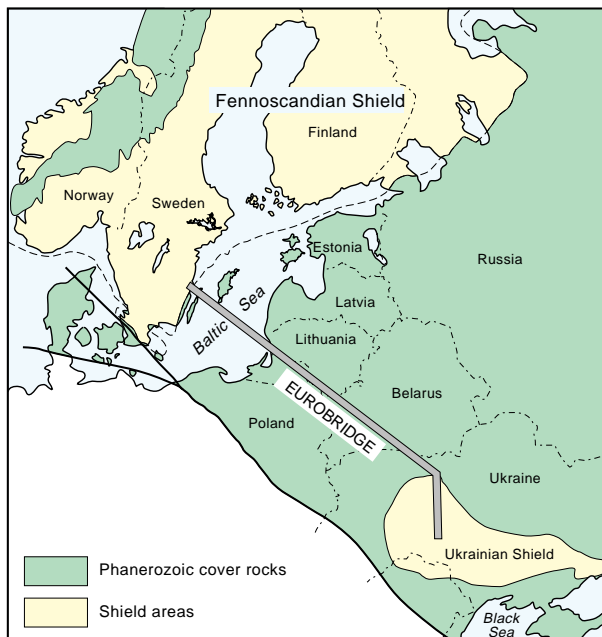 Fennoscandian Shield
Finland
Norway
Sweden
Estonia
Russia
Baltic Sea
Latvia
Lithuania
Belarus
EUROBRIDGE
Poland
Ukraine
Ukrainian Shield
Phanerozoic cover rocks
Shield areas
Black
Sea